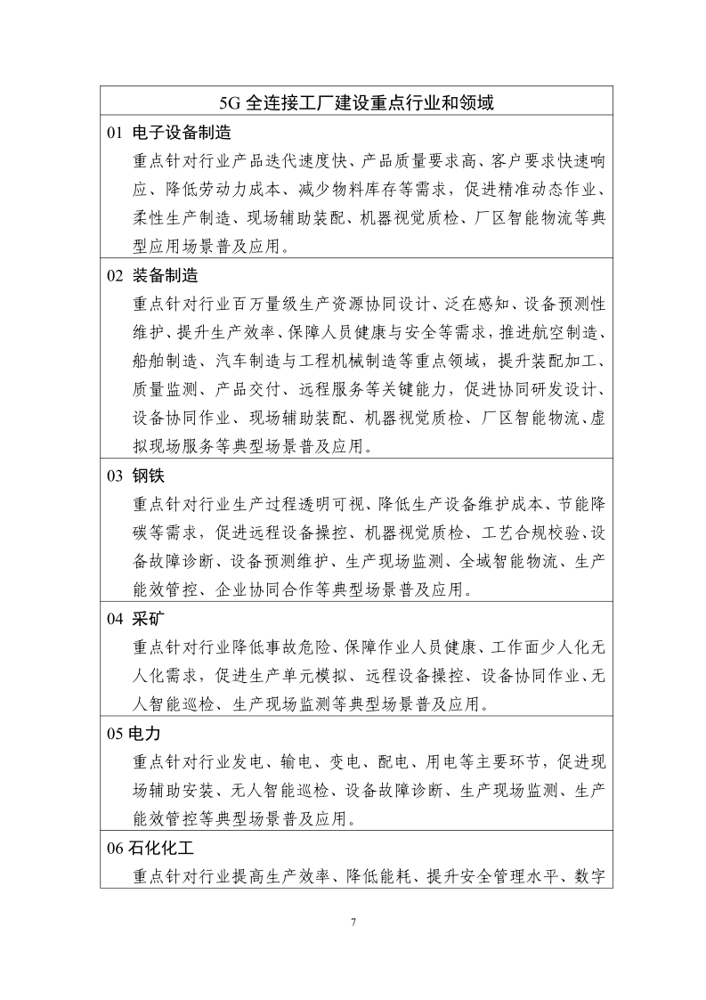 5G 全连接工厂建设重点行业和领域
01 电子设备制造
重点针对行业产品迭代速度快、产品质量要求高、客户要求快速响
应、降低劳动力成本、减少物料库存等需求，促进精准动态作业、
柔性生产制造、现场辅助装配、机器视觉质检、厂区智能物流等典
型应用场景普及应用。
02 装备制造
重点针对行业百万量级生产资源协同设计、泛在感知、设备预测性
维护、提升生产效率、保障人员健康与安全等需求，推进航空制造、
船舶制造、汽车制造与工程机械制造等重点领域，提升装配加工、
质量监测、产品交付、远程服务等关键能力，促进协同研发设计、
设备协同作业、现场辅助装配、机器视觉质检、厂区智能物流、虚
拟现场服务等典型场景普及应用。
03 钢铁
重点针对行业生产过程透明可视、降低生产设备维护成本、节能降
碳等需求，促进远程设备操控、机器视觉质检、工艺合规校验、设
备故障诊断、设备预测维护、生产现场监测、全域智能物流、生产
能效管控、企业协同合作等典型场景普及应用。
04 采矿
重点针对行业降低事故危险、保障作业人员健康、工作面少人化无
人化需求，促进生产单元模拟、远程设备操控、设备协同作业、无
人智能巡检、生产现场监测等典型场景普及应用。
05 电力
重点针对行业发电、输电、变电、配电、用电等主要环节，促进现
场辅助安装、无人智能巡检、设备故障诊断、生产现场监测、生产
能效管控等典型场景普及应用。
06 石化化工
重点针对行业提高生产效率、降低能耗、提升安全管理水平、数字
7